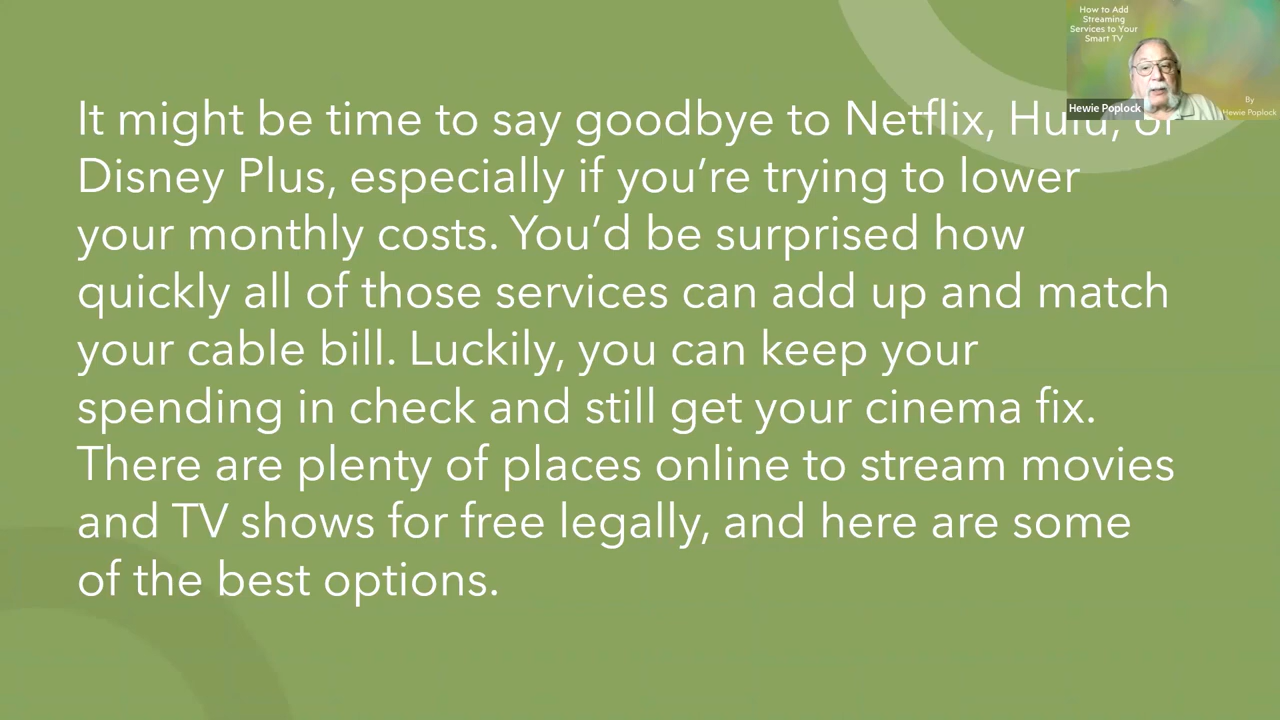 How to Add
Streaming
Services to Your
Smart TV
Hewie Poplock
By
Hewie Poplock
It might be time to say goodbye to Netflix, Hulu, or
Disney Plus, especially if you’re trying to lower
your monthly costs. You’d be surprised how
quickly all of those services can add up and match
your cable bill. Luckily, you can keep your
spending in check and still get your cinema fix.
There are plenty of places online to stream movies
and TV shows for free legally, and here are some
of the best options.